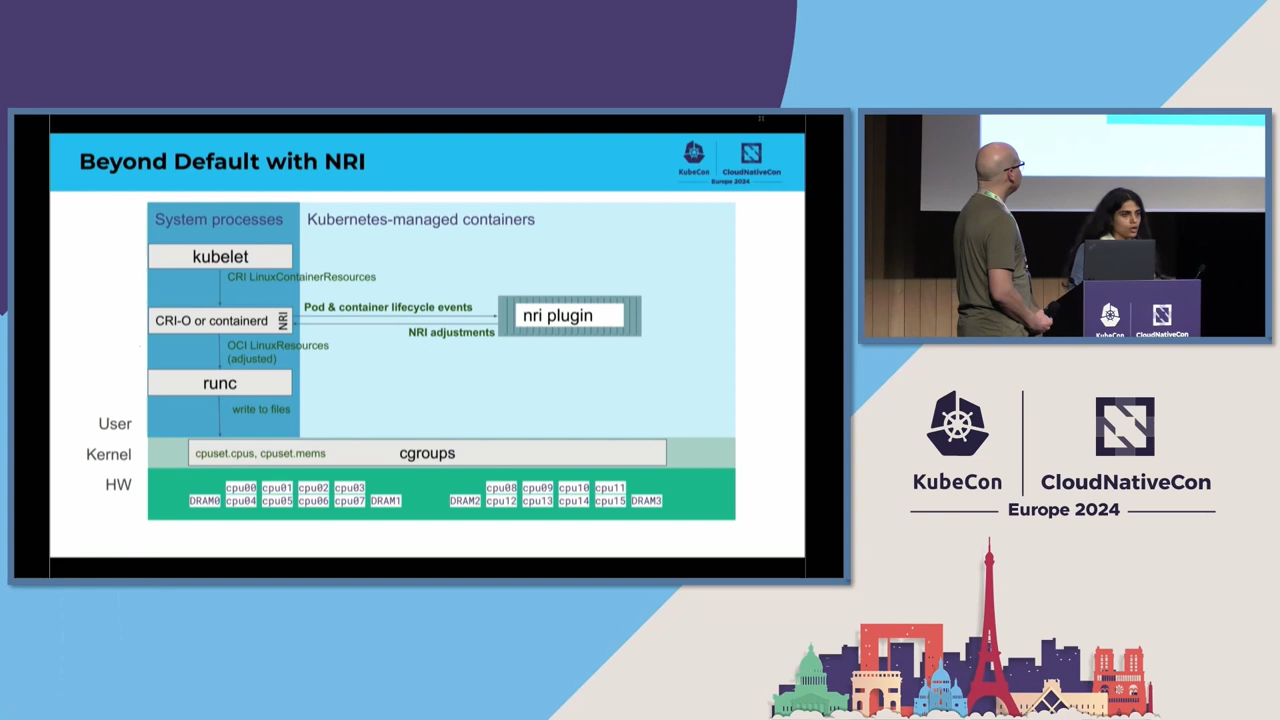 Beyond Default with NRI
KubeCon
CloudNativeCon
Europe 2024
System processes
Kubernetes-managed containers
kubelet
CRI LinuxContainerResources
CRI-O or containerd
NRI
Pod & container lifecycle events
NRI adjustments
nri plugin
OCI LinuxResources
(adjusted)
runc
write to files
User
Kernel
HW
cpuset.cpus, cpuset.mems
cgroups
cpu00 cpu01 cpu02 cpu03
DRAM0 cpu04 cpu05 cpu06 cpu07 DRAM1
cpu08 cpu09 cpu10 cpu11
DRAM2 cpu12 cpu13 cpu14 cpu15 DRAM3
KubeCon
CloudNativeCon
KubeCon
CloudNativeCon
Europe 2024